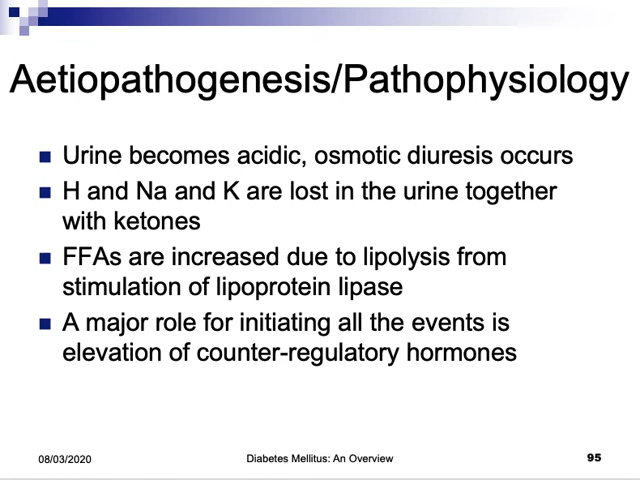 Aetiopathogenesis/Pathophysiology
Urine becomes acidic, osmotic diuresis occurs
H and Na and K are lost in the urine together
with ketones
FFAs are increased due to lipolysis from
stimulation of lipoprotein lipase
A major role for initiating all the events is
elevation of counter-regulatory hormones
08/03/2020
Diabetes Mellitus: An Overview
95